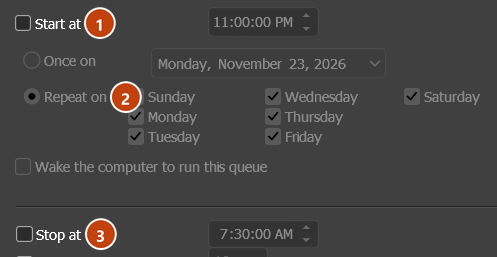 Start at 1 11:00:00 PM
Once on Monday, November 23, 2026
Repeat on 2 Sunday Wednesday Saturday
Monday Thursday
Tuesday Friday
Wake the computer to run this queue
Stop at 3 7:30:00 AM